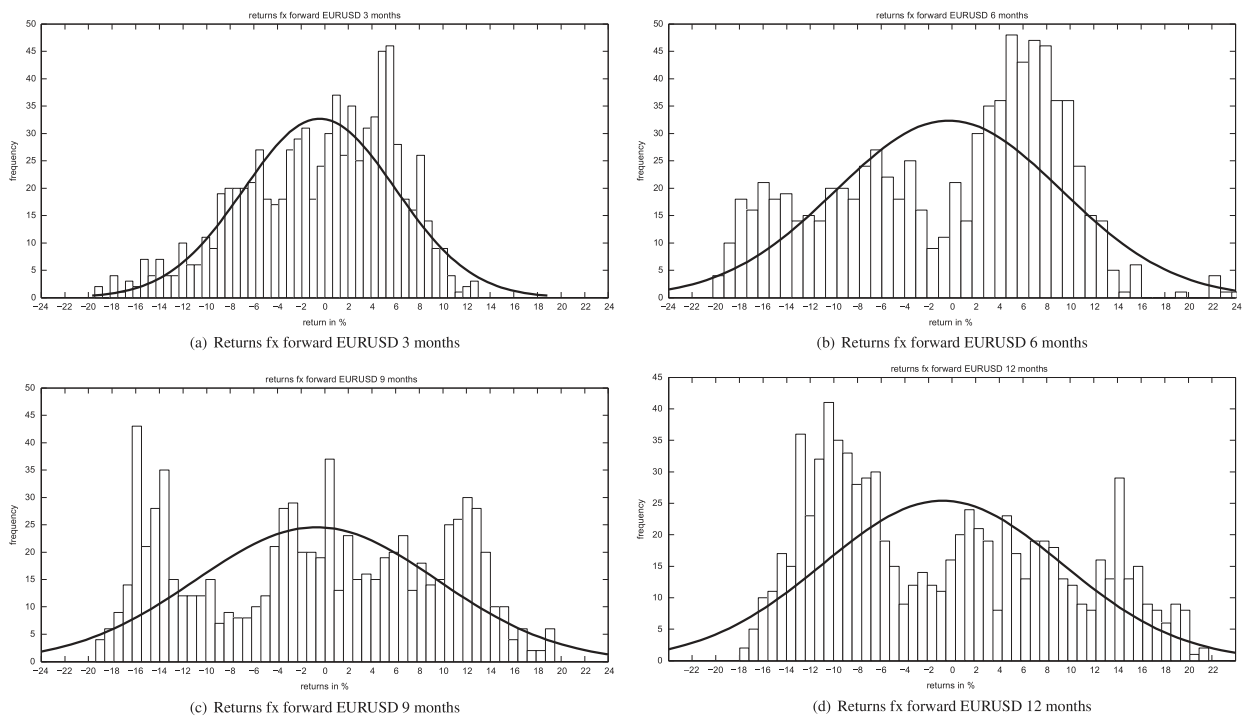 returns fx forward EURUSD 3 months
50
45
40
35
30
25
20
15
10
5
0
frequency
−24 −22 −20 −18 −16 −14 −12 −10 −8 −6 −4 −2 0 2 4 6 8 10 12 14 16 18 20 22 24
return in %
(a) Returns fx forward EURUSD 3 months
returns fx forward EURUSD 6 months
50
45
40
35
30
25
20
15
10
5
0
frequency
−24 −22 −20 −18 −16 −14 −12 −10 −8 −6 −4 −2 0 2 4 6 8 10 12 14 16 18 20 22 24
return in %
(b) Returns fx forward EURUSD 6 months
returns fx forward EURUSD 9 months
50
45
40
35
30
25
20
15
10
5
0
frequency
−24 −22 −20 −18 −16 −14 −12 −10 −8 −6 −4 −2 0 2 4 6 8 10 12 14 16 18 20 22 24
returns in %
(c) Returns fx forward EURUSD 9 months
returns fx forward EURUSD 12 months
45
40
35
30
25
20
15
10
5
0
frequency
−22 −20 −18 −16 −14 −12 −10 −8 −6 −4 −2 0 2 4 6 8 10 12 14 16 18 20 22
returns in %
(d) Returns fx forward EURUSD 12 months